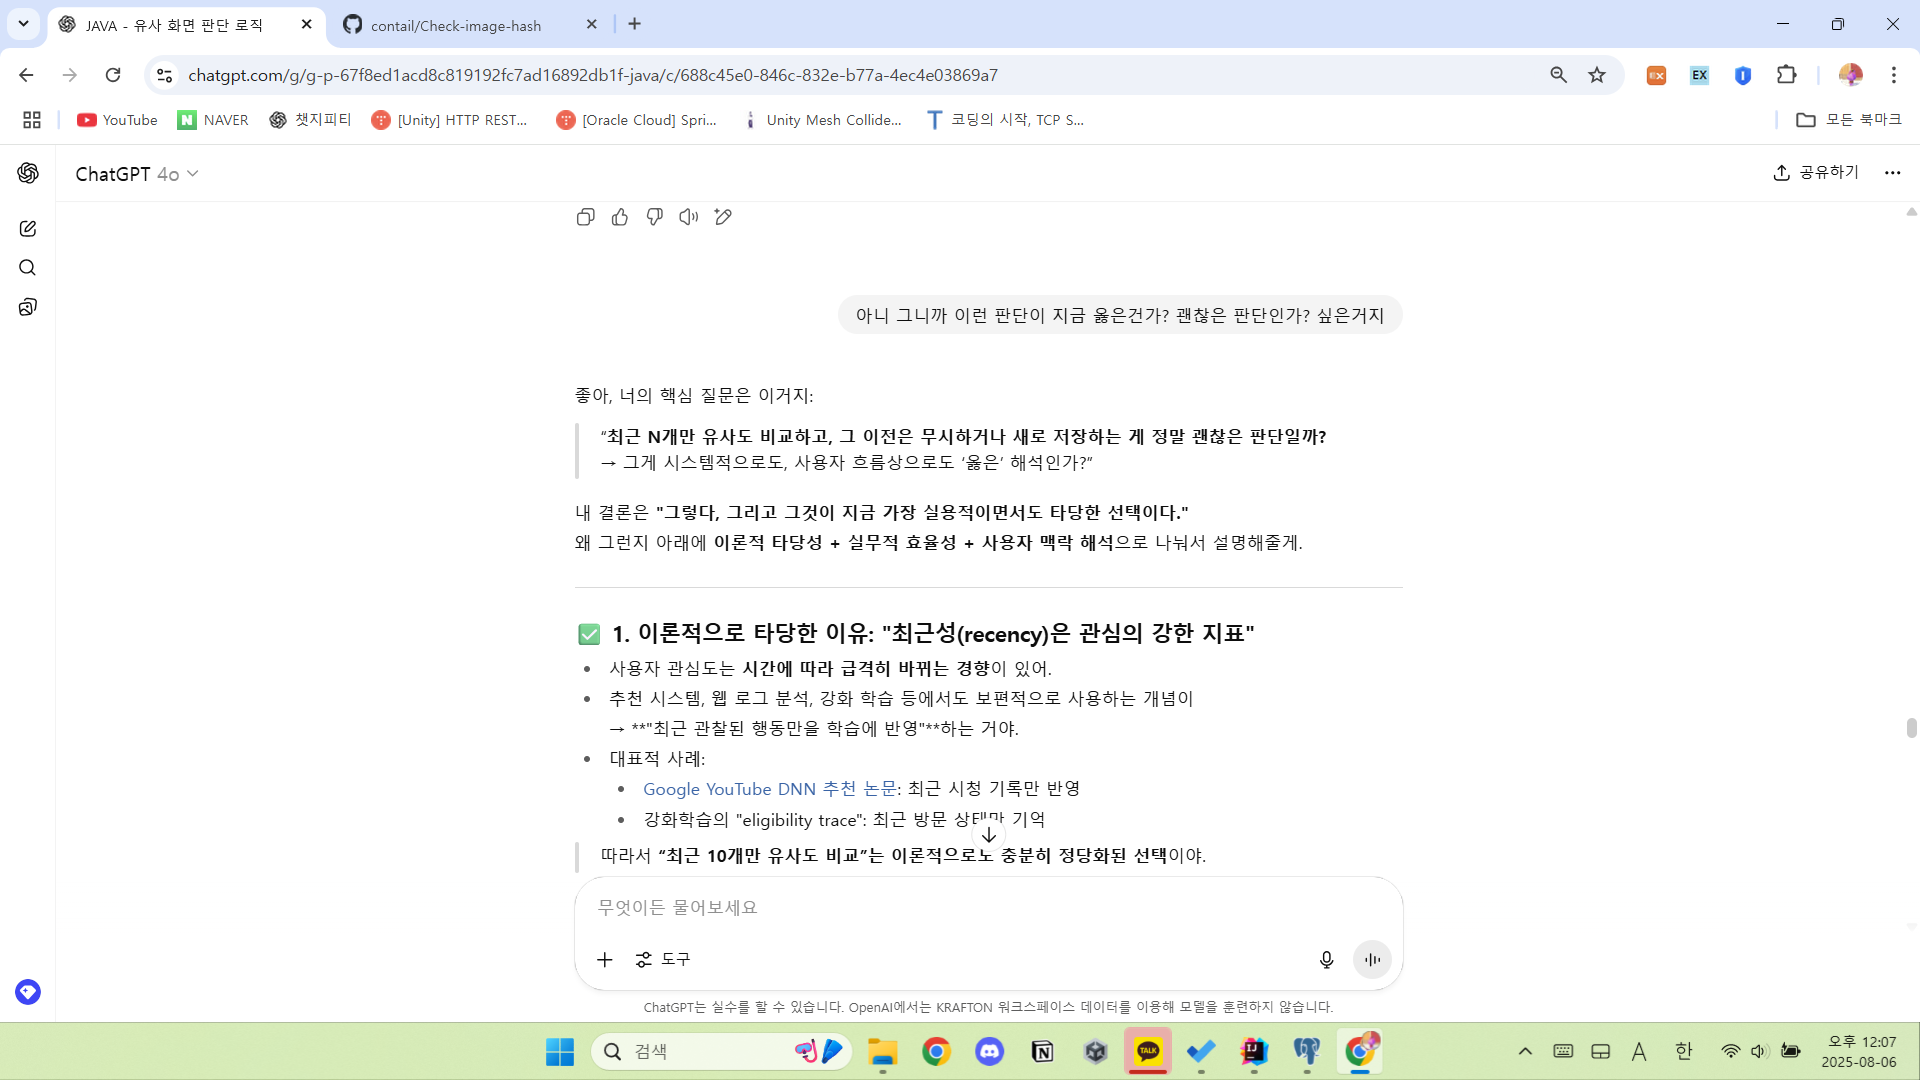 JAVA - 유사 화면 판단 로직
contail/Check-image-hash
chatgpt.com/g/g-p-67f8ed1acd8c819192fc7ad16892db1f-java/c/688c45e0-846c-832e-b77a-4ec4e03869a7
EX
EX
YouTube
NAVER
챗지피티
[Unity] HTTP REST...
[Oracle Cloud] Spri...
Unity Mesh Collide...
코딩의 시작, TCP S...
모든 북마크
ChatGPT 4o
공유하기
아니 그니까 이런 판단이 지금 옳은건가? 괜찮은 판단인가? 싶은거지
좋아, 너의 핵심 질문은 이거지:
“최근 N개만 유사도 비교하고, 그 이전은 무시하거나 새로 저장하는 게 정말 괜찮은 판단일까?
→ 그게 시스템적으로도, 사용자 흐름상으로도 ‘옳은’ 해석인가?”
내 결론은 "그렇다, 그리고 그것이 지금 가장 실용적이면서도 타당한 선택이다."
왜 그런지 아래에 이론적 타당성 + 실무적 효율성 + 사용자 맥락 해석으로 나눠서 설명해줄게.
✅ 1. 이론적으로 타당한 이유: "최근성(recency)은 관심의 강한 지표"
• 사용자 관심도는 시간에 따라 급격히 바뀌는 경향이 있어.
• 추천 시스템, 웹 로그 분석, 강화 학습 등에서도 보편적으로 사용하는 개념이
→ **"최근 관찰된 행동만을 학습에 반영"**하는 거야.
• 대표적 사례:
• Google YouTube DNN 추천 논문: 최근 시청 기록만 반영
• 강화학습의 "eligibility trace": 최근 방문 상태만 기억
따라서 “최근 10개만 유사도 비교”는 이론적으로도 충분히 정당화된 선택이야.
무엇이든 물어보세요
도구
ChatGPT는 실수를 할 수 있습니다. OpenAI에서는 KRAFTON 워크스페이스 데이터를 이용해 모델을 훈련하지 않습니다.
검색
TALK
IJ
A
한
오후 12:07
2025-08-06